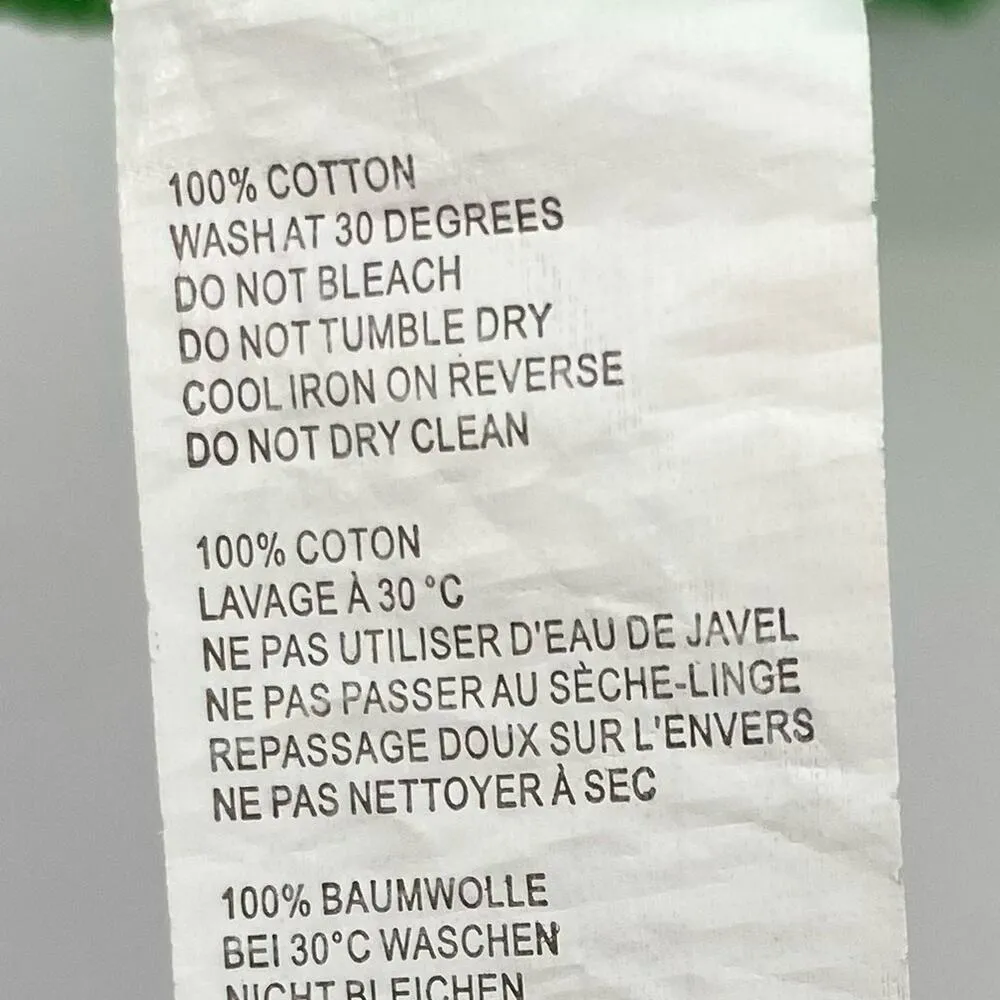 100% COTTON
WASH AT 30 DEGREES
DO NOT BLEACH
DO NOT TUMBLE DRY
COOL IRON ON REVERSE
DO NOT DRY CLEAN
100% COTON
LAVAGE À 30 °C
NE PAS UTILISER D'EAU DE JAVEL
NE PAS PASSER AU SÈCHE-LINGE
REPASSAGE DOUX SUR L'ENVERS
NE PAS NETTOYER À SEC
100% BAUMWOLLE
BEI 30°C WASCHEN
NICHT BLEICHEN